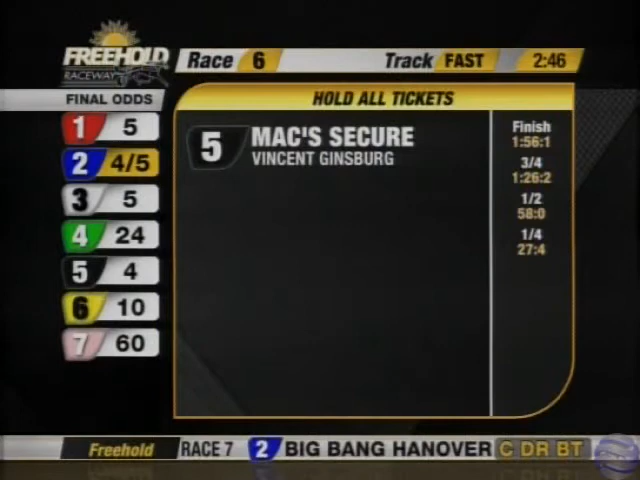 FREEHOLD
RACEWAY
Race 6
Track FAST
2:46
FINAL ODDS
1 5
2 4/5
3 5
4 24
5 4
6 10
7 60
HOLD ALL TICKETS
5 MAC'S SECURE
VINCENT GINSBURG
Finish
1:56:1
3/4
1:26:2
1/2
58:0
1/4
27:4
Freehold RACE 7 2 BIG BANG HANOVER C DR BT